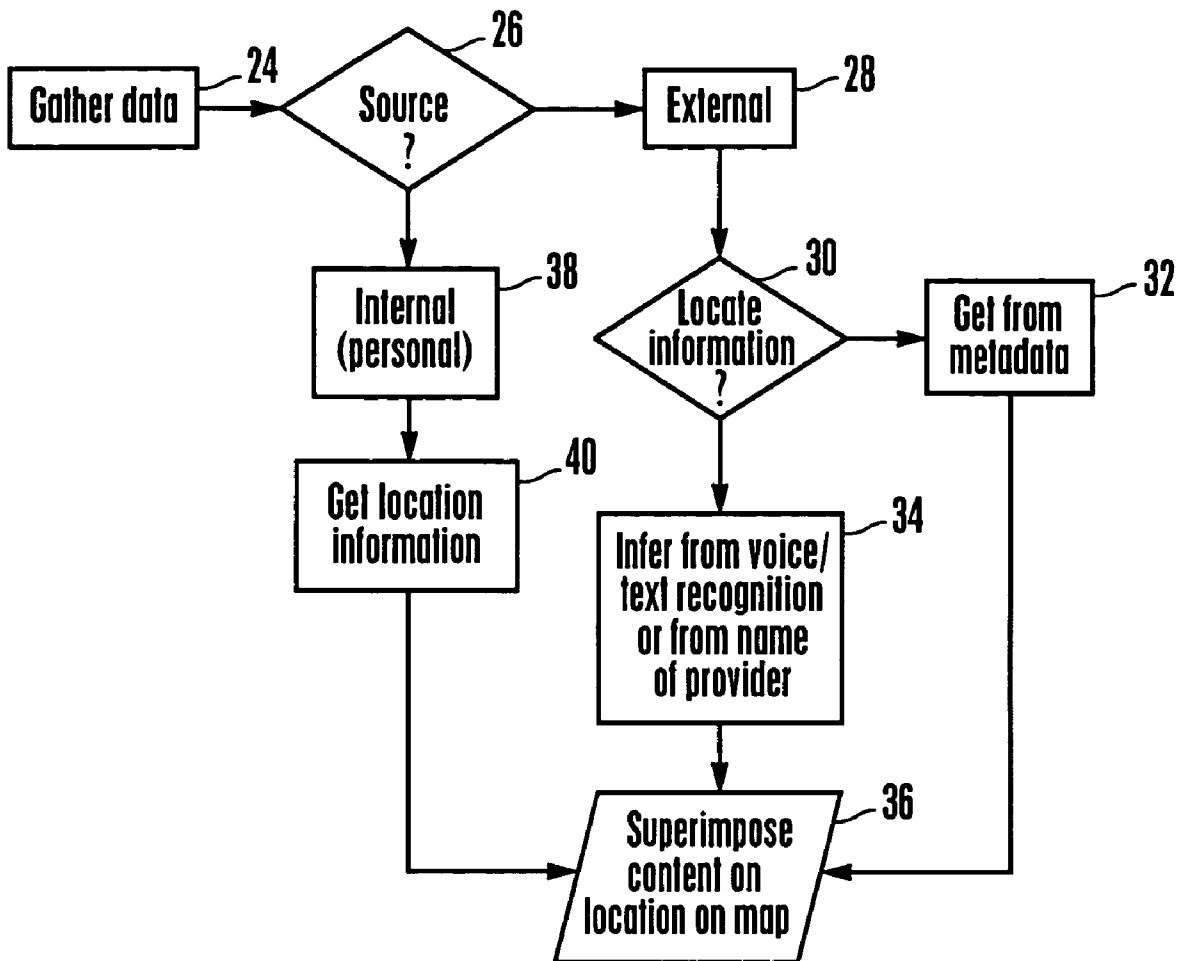 24
Gather data
26
Source
?
28
External
38
Internal
(personal)
30
Locate
information
?
32
Get from
metadata
40
Get location
information
34
Infer from voice/
text recognition
or from name
of provider
36
Superimpose
content on
location on map